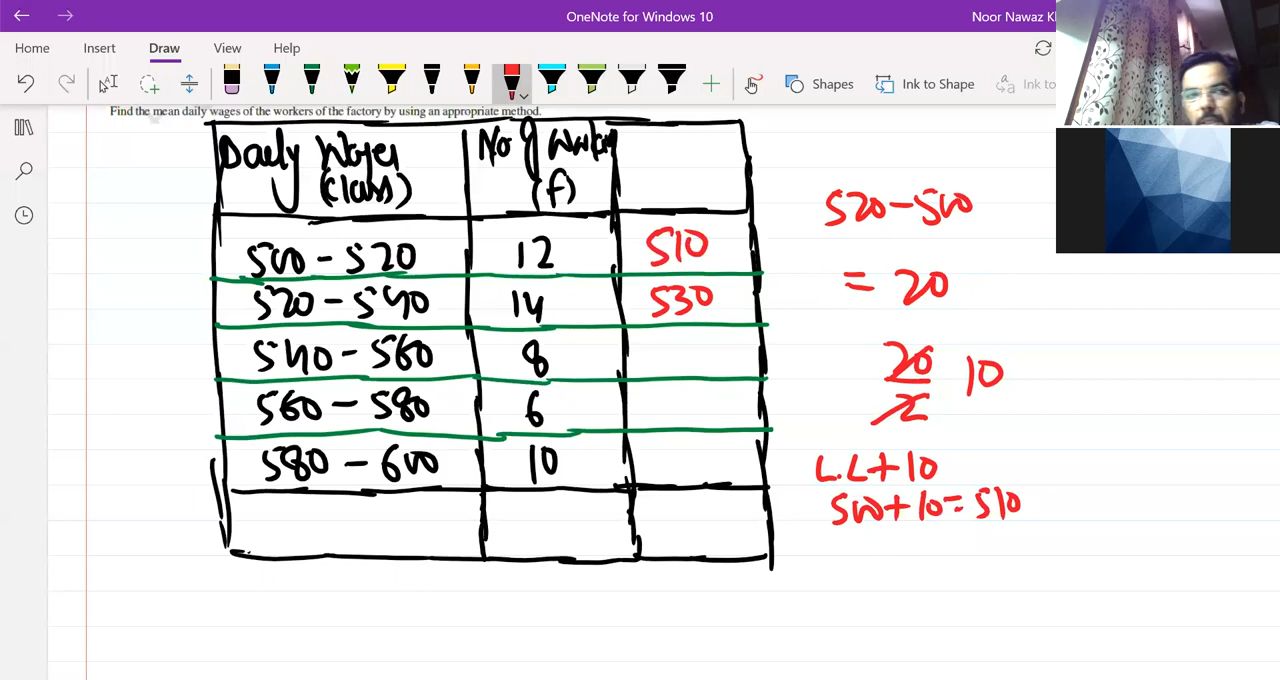 OneNote for Windows 10
Noor Nawaz Kh
Home Insert Draw View Help
Shapes Ink to Shape Ink to
Find the mean daily wages of the workers of the factory by using an appropriate method.
Daily Wages No of
(class) (f)
500 - 520 12 510
520 - 540 14 530
540 - 560 8
560 - 580 6
580 - 600 10
520 - 500
= 20
20
2
10
L.L + 10
500 + 10 = 510